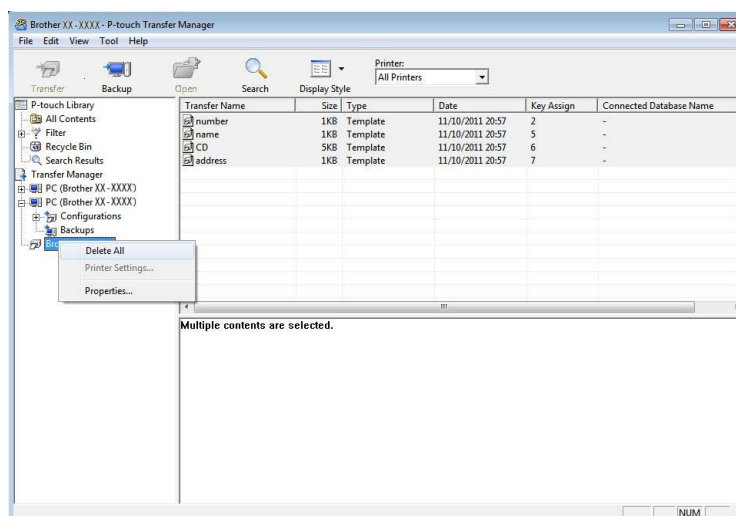 Brother XX-XXXX - P-touch Transfer Manager
File Edit View Tool Help
Transfer Backup Open Search Display Style
Printer:
All Printers
P-touch Library
All Contents
Filter
Recycle Bin
Search Results
Transfer Manager
PC (Brother XX-XXXX)
PC (Brother XX-XXXX)
Configurations
Backups
Delete All
Printer Settings...
Properties...
Transfer Name Size Type Date Key Assign Connected Database Name
number 1KB Template 11/10/2011 20:57 2 -
name 1KB Template 11/10/2011 20:57 5 -
CD 5KB Template 11/10/2011 20:57 6 -
address 1KB Template 11/10/2011 20:57 7 -
Multiple contents are selected.
NUM